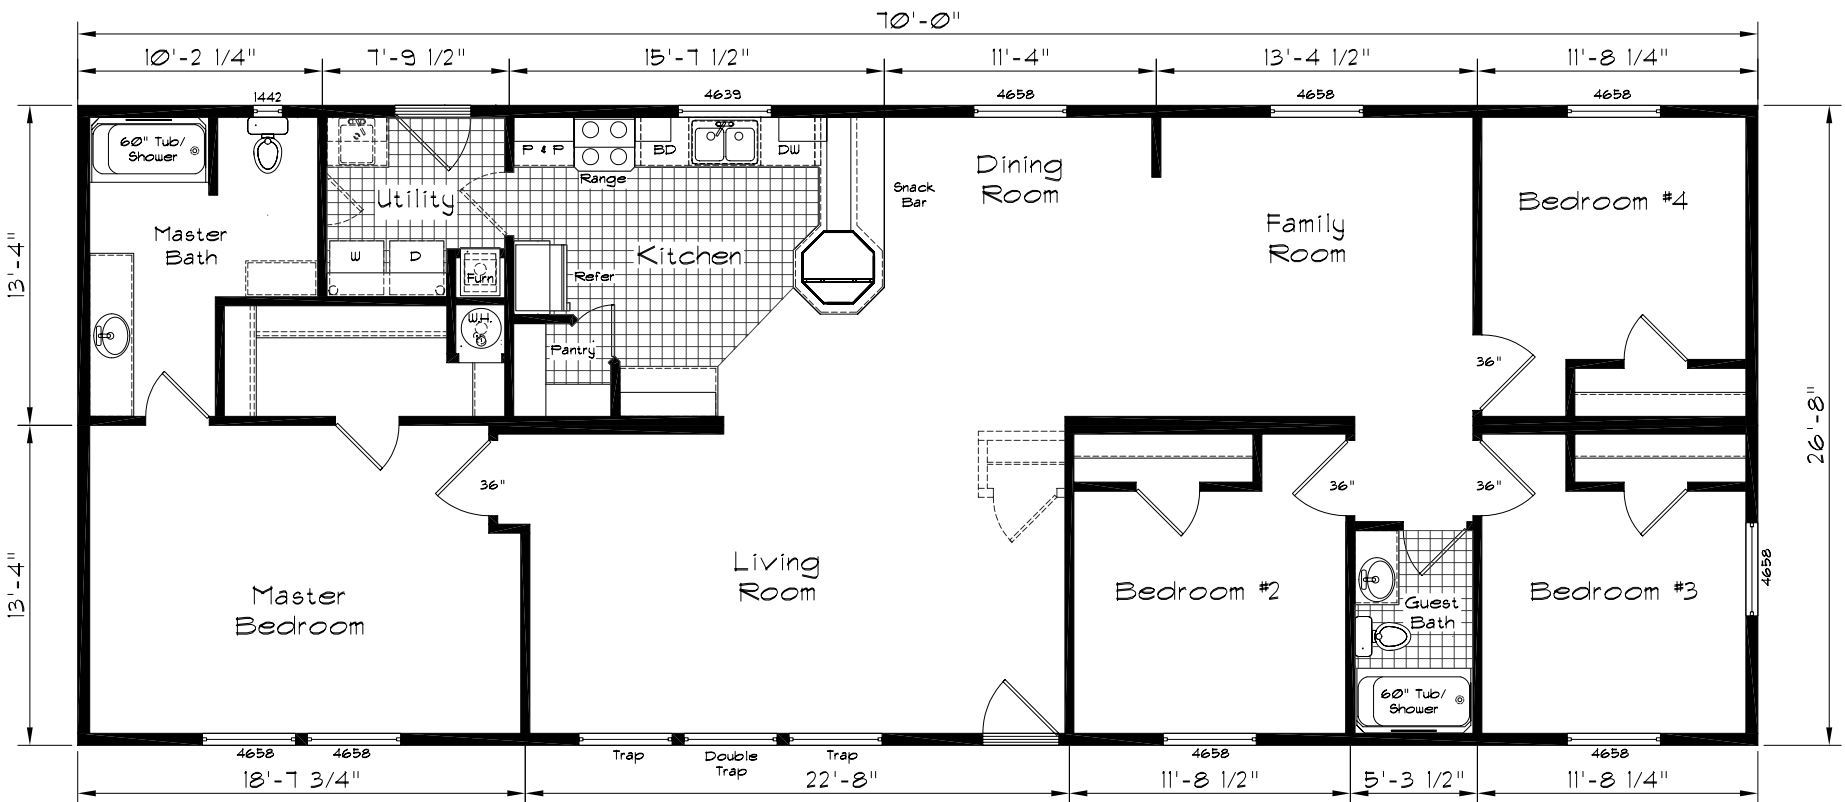 70'-0"
10'-2 1/4"
7'-9 1/2"
15'-7 1/2"
11'-4"
13'-4 1/2"
11'-8 1/4"
1442
4639
4658
4658
4658
60" Tub/
Shower
P & P
BD
DW
Range
Dining
Room
Snack
Bar
Utility
Bedroom #4
Family
Room
Master
Bath
W
D
Furn
Kitchen
Refer
13'-4"
W.H.
Pantry
36"
26'-8"
36"
36"
36"
13'-4"
Living
Room
Master
Bedroom
Bedroom #2
Guest
Bath
Bedroom #3
4658
60" Tub/
Shower
4658
4658
Trap
Double
Trap
Trap
4658
4658
18'-7 3/4"
22'-8"
11'-8 1/2"
5'-3 1/2"
11'-8 1/4"